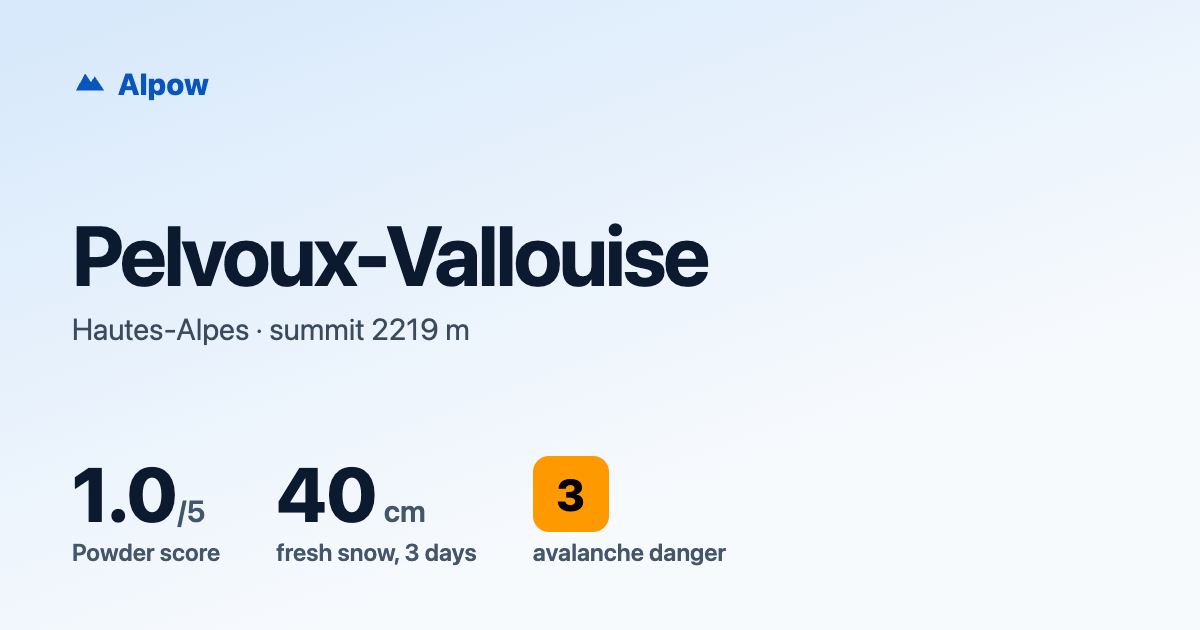 Alpow
Pelvoux-Vallouise
Hautes-Alpes · summit 2219 m
1.0/5
Powder score
40 cm
fresh snow, 3 days
3
avalanche danger